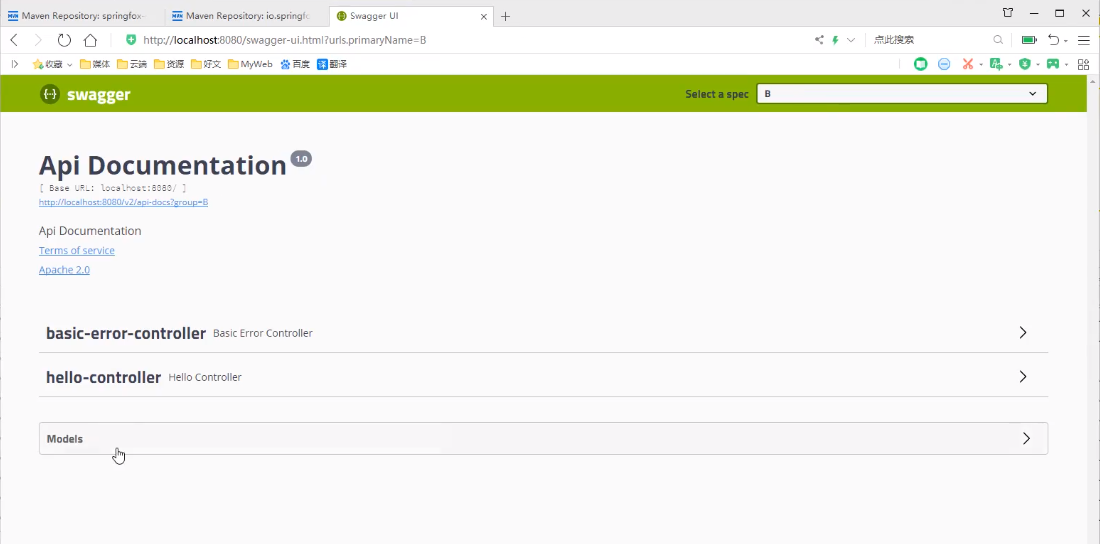 Maven Repository: springfox-
Maven Repository: io.springfo
Swagger UI
http://localhost:8080/swagger-ui.html?urls.primaryName=B
点此搜索
收藏 媒体 云端 资源 好文 MyWeb 百度 翻译
swagger
Select a spec
B
Api Documentation 1.0
[ Base URL: localhost:8080/ ]
http://localhost:8080/v2/api-docs?group=B
Api Documentation
Terms of service
Apache 2.0
basic-error-controller Basic Error Controller
hello-controller Hello Controller
Models